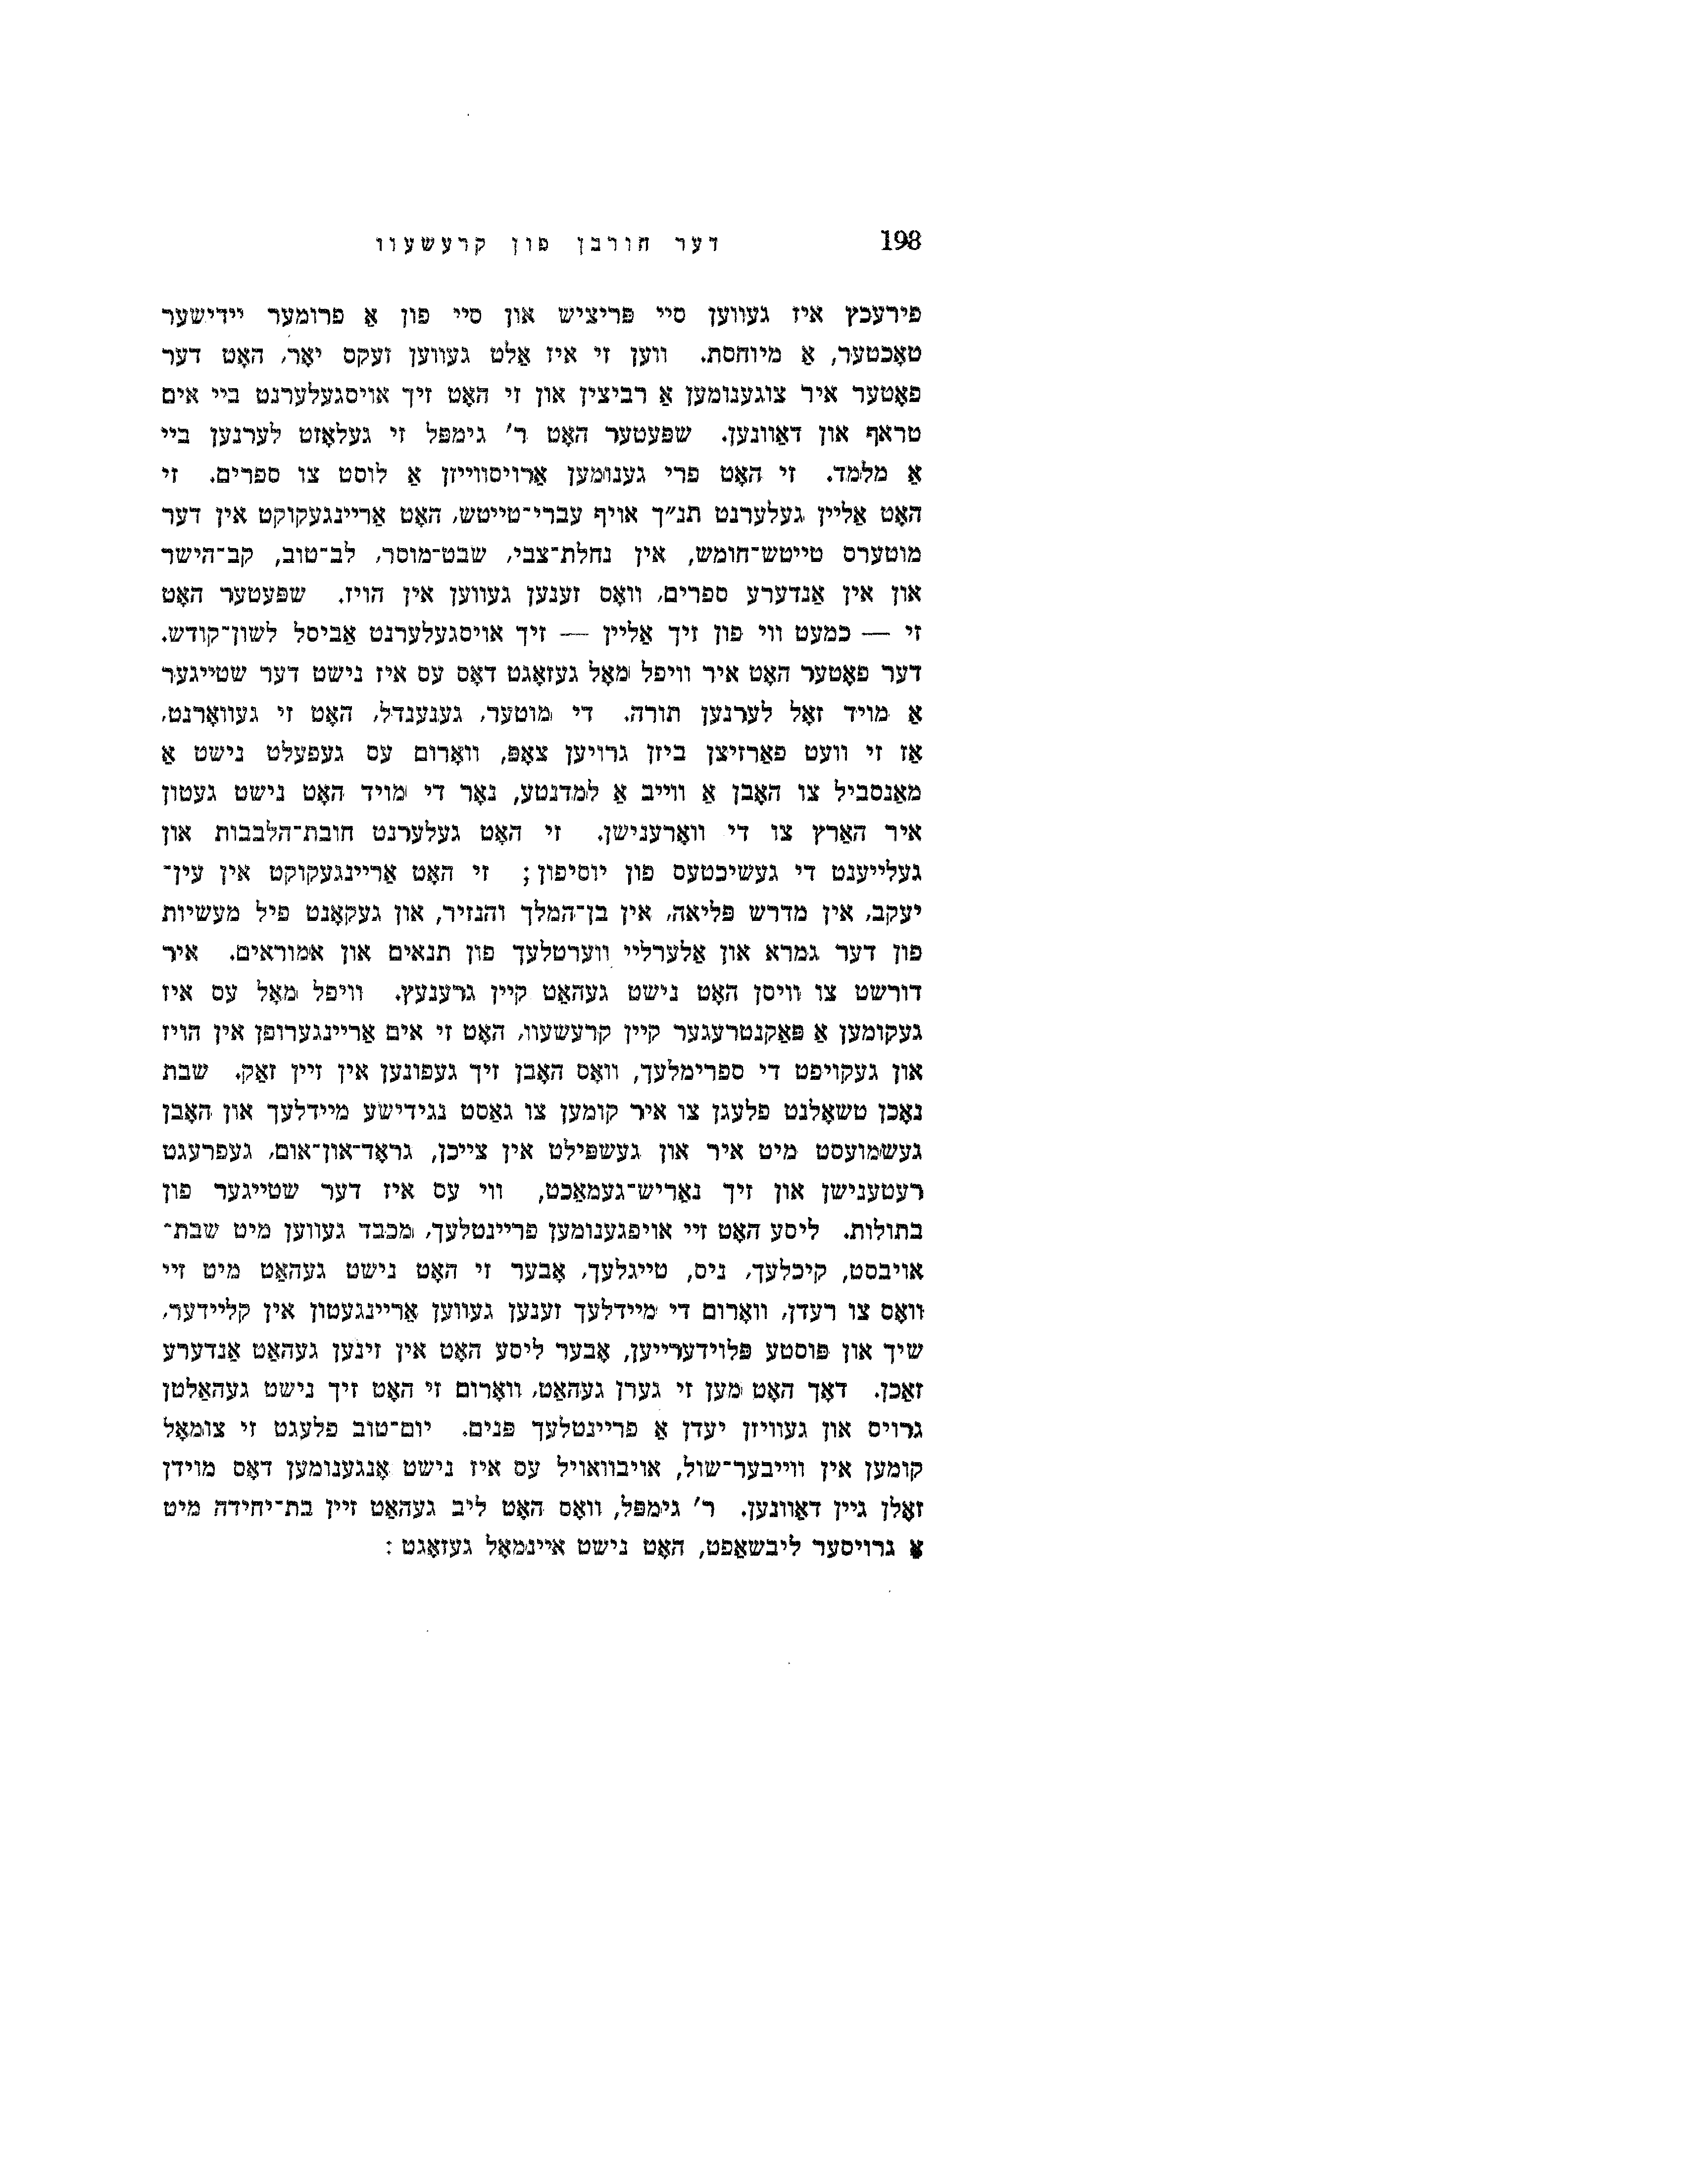 198 דער חורבן פון קרעשעוו
פירעכץ איז געווען סיי פּריציש און סיי פון אַ פרומער יידישער
טאָכטער, אַ מיוחסת. ווען זי איז אַלט געווען זעקס יאָר, האָט דער
פאָטער איר צוגענומען אַ רביצין און זי האָט זיך אויסגעלערנט ביי אים
טראף און דאַוונען. שפּעטער האָט ר' גימפּל זי געלאָזט לערנען ביי
אַ מלמד. זי האָט פרי גענומען אַרויסווייזן אַ לוסט צו ספרים. זי
האָט אַליין געלערנט תנ״ך אויף עברי־טייטש, האָט אַריינגעקוקט אין דער
מוטערס טייטש־חומש, אין נחלת־צבי, שבט־מוסר, לב־טוב, קב־הישר
און אין אַנדערע ספרים, וואָס זענען געווען אין הויז. שפּעטער האָט
זי — כמעט ווי פון זיך אַליין — זיך אויסגעלערנט אַביסל לשון־קודש.
דער פאָטער האָט איר וויפל מאָל געזאָגט דאָס עס איז נישט דער שטייגער
אַ מויד זאָל לערנען תורה. די מוטער, גענענדל, האָט זי געוואָרנט,
אַז זי וועט פאַרזיצן ביזן גרויען צאָפּ, וואָרום עס געפעלט נישט אַ
מאַנסביל צו האָבן אַ ווייב אַ למדנטע, נאָר די מויד האָט נישט געטון
איר האַרץ צו די וואָרענישן. זי האָט געלערנט חובת־הלבבות און
געלייענט די געשיכטעס פון יוסיפון; זי האָט אַריינגעקוקט אין עין־
יעקב, אין מדרש פּליאה, אין בן־המלך והנזיר, און געקאָנט פיל מעשיות
פון דער גמרא און אַלערליי ווערטלעך פון תנאים און אמוראים. איר
דורשט צו וויסן האָט נישט געהאַט קיין גרענעץ. וויפל מאָל עס איז
געקומען אַ פּאַקנטרעגער קיין קרעשעוו, האָט זי אים אַריינגערופן אין הויז
און געקויפט די ספרימלעך, וואָס האָבן זיך געפונען אין זיין זאַק. שבת
נאָכן טשאָלנט פלעגן צו איר קומען צו גאַסט נגידישע מיידלעך און האָבן
געשמועסט מיט איר און געשפּילט אין צייכן, גראָד־און־אום, געפרעגט
רעטענישן און זיך נאַריש־געמאַכט, ווי עס איז דער שטייגער פון
בתולות. ליסע האָט זיי אויפגענומען פריינטלעך, מכבד געווען מיט שבת־
אויבסט, קיכלעך, ניס, טייגלעך, אָבער זי האָט נישט געהאַט מיט זיי
וואָס צו רעדן, וואָרום די מיידלעך זענען געווען אַריינגעטון אין קליידער,
שיך און פּוסטע פּלוידערייען, אָבער ליסע האָט אין זינען געהאַט אַנדערע
זאַכן. דאָך האָט מען זי גערן געהאַט, וואָרום זי האָט זיך נישט געהאַלטן
גרויס און געוויזן יעדן אַ פריינטלעך פּנים. יום־טוב פלעגט זי צומאָל
קומען אין ווייבער־שול, אויבוואויל עס איז נישט אָנגענומען דאָס מוידן
זאָלן גיין דאַוונען. ר' גימפּל, וואָס האָט ליב געהאַט זיין בת־יחידה מיט
אַ גרויסער ליבשאַפט, האָט נישט איינמאָל געזאָגט :